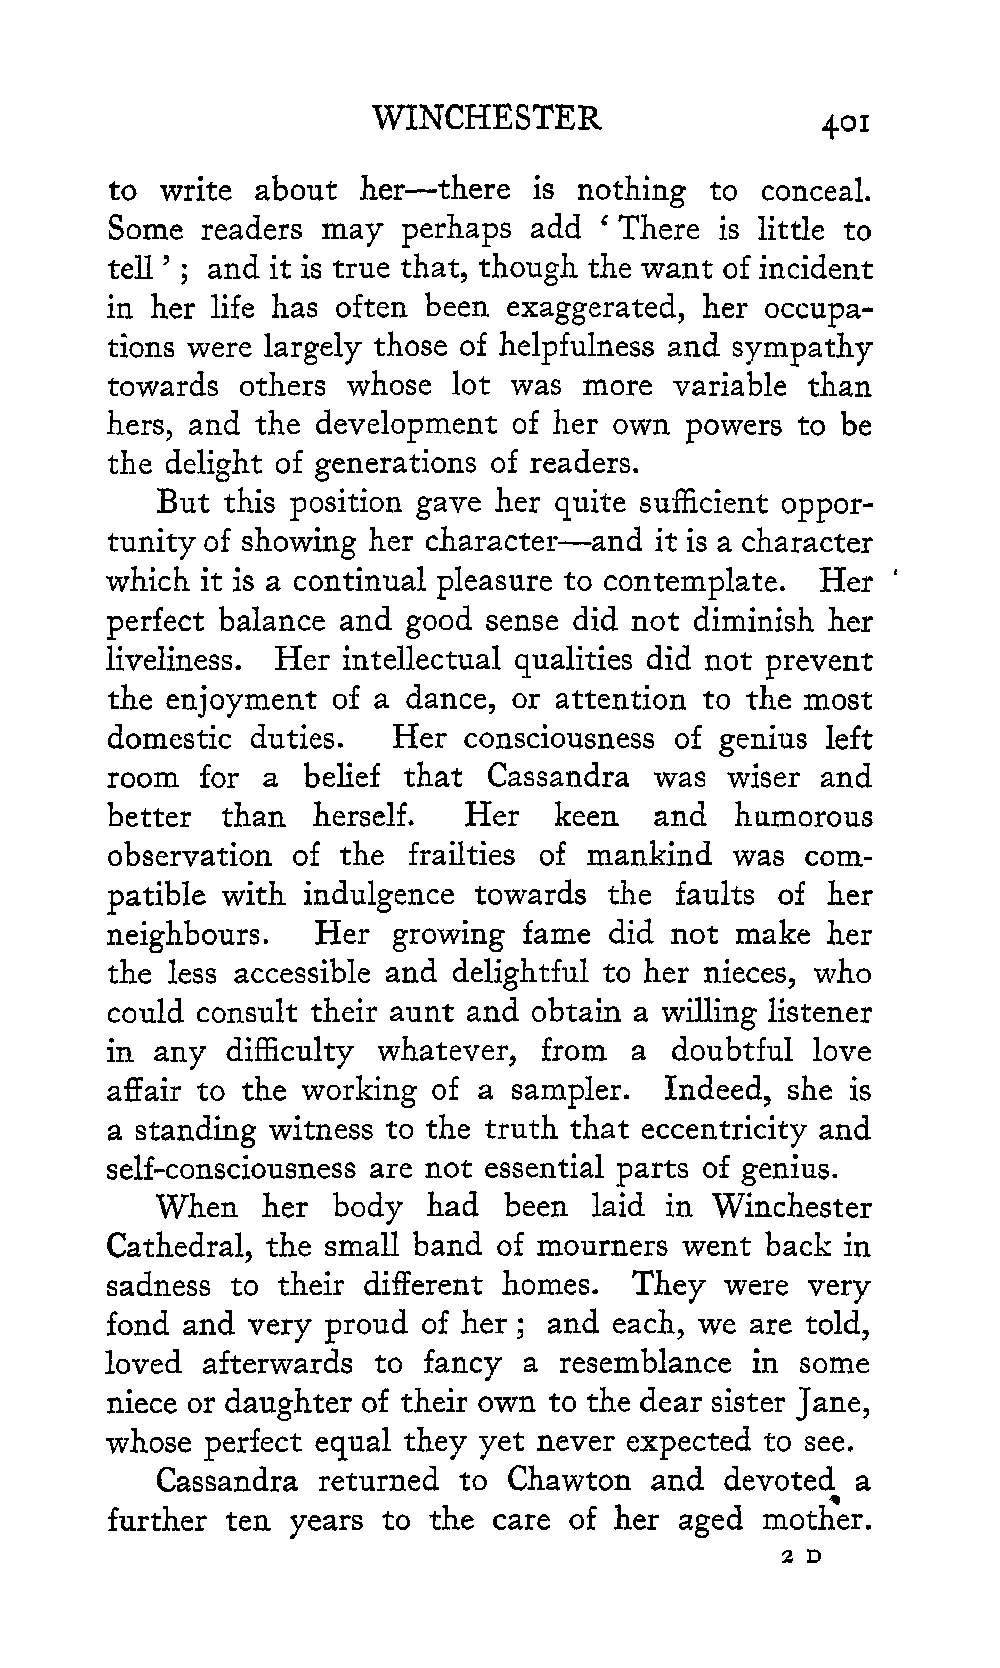 WINCHESTER 401
to write about her—there is nothing to conceal.
Some readers may perhaps add ‘ There is little to
tell ’ ; and it is true that, though the want of incident
in her life has often been exaggerated, her occupa-
tions were largely those of helpfulness and sympathy
towards others whose lot was more variable than
hers, and the development of her own powers to be
the delight of generations of readers.
But this position gave her quite sufficient oppor-
tunity of showing her character—and it is a character
which it is a continual pleasure to contemplate. Her
perfect balance and good sense did not diminish her
liveliness. Her intellectual qualities did not prevent
the enjoyment of a dance, or attention to the most
domestic duties. Her consciousness of genius left
room for a belief that Cassandra was wiser and
better than herself. Her keen and humorous
observation of the frailties of mankind was com-
patible with indulgence towards the faults of her
neighbours. Her growing fame did not make her
the less accessible and delightful to her nieces, who
could consult their aunt and obtain a willing listener
in any difficulty whatever, from a doubtful love
affair to the working of a sampler. Indeed, she is
a standing witness to the truth that eccentricity and
self-consciousness are not essential parts of genius.
When her body had been laid in Winchester
Cathedral, the small band of mourners went back in
sadness to their different homes. They were very
fond and very proud of her ; and each, we are told,
loved afterwards to fancy a resemblance in some
niece or daughter of their own to the dear sister Jane,
whose perfect equal they yet never expected to see.
Cassandra returned to Chawton and devoted a
further ten years to the care of her aged mother.
2 D